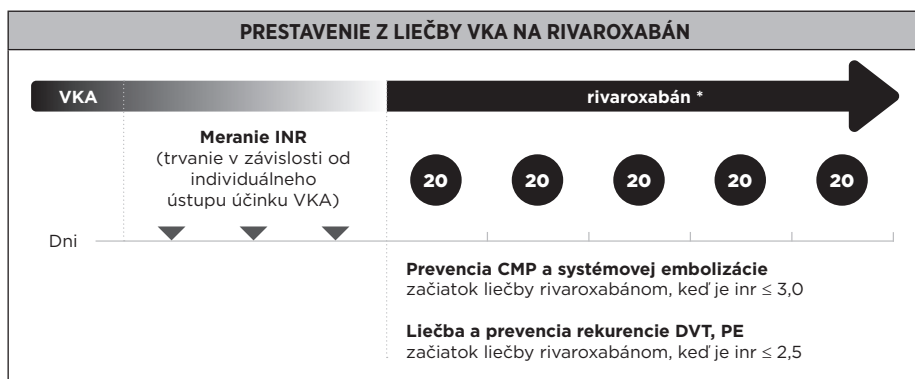 PRESTAVENIE Z LIEČBY VKA NA RIVAROXABÁN
VKA
rivaroxabán *
Meranie INR
(trvanie v závislosti od
individuálneho
ústupu účinku VKA)
20 20 20 20 20
Dni
Prevencia CMP a systémovej embolizácie
začiatok liečby rivaroxabánom, keď je inr ≤ 3,0
Liečba a prevencia rekurencie DVT, PE
začiatok liečby rivaroxabánom, keď je inr ≤ 2,5